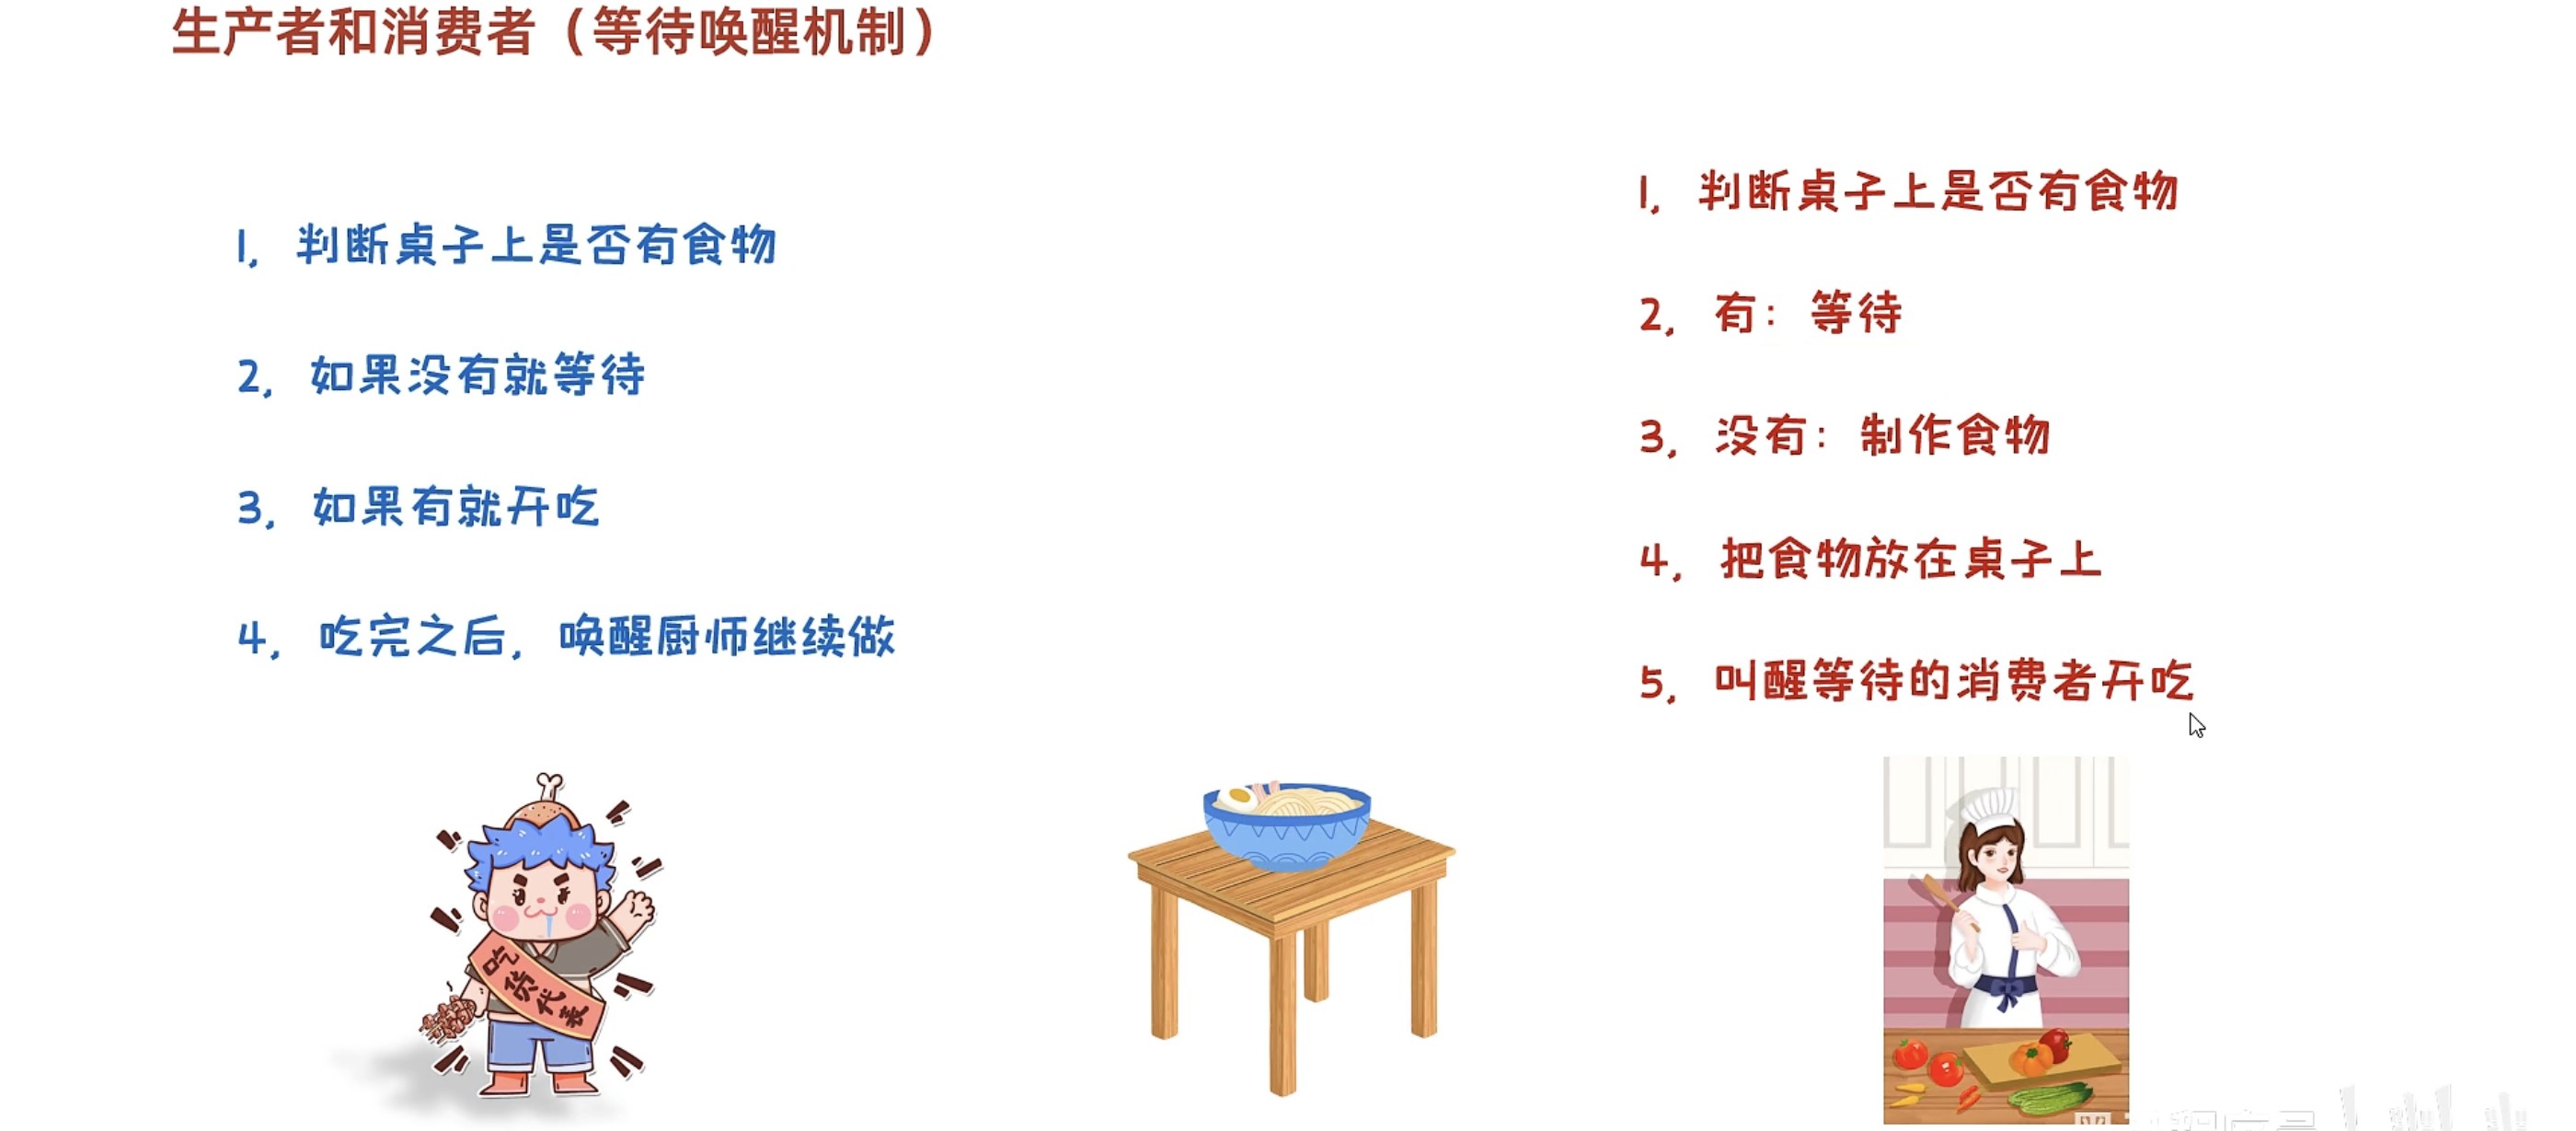 生产者和消费者（等待唤醒机制）
1, 判断桌子上是否有食物
2, 如果没有就等待
3, 如果有就开吃
4, 吃完之后, 唤醒厨师继续做
1, 判断桌子上是否有食物
2, 有: 等待
3, 没有: 制作食物
4, 把食物放在桌子上
5, 叫醒等待的消费者开吃
吃货代表